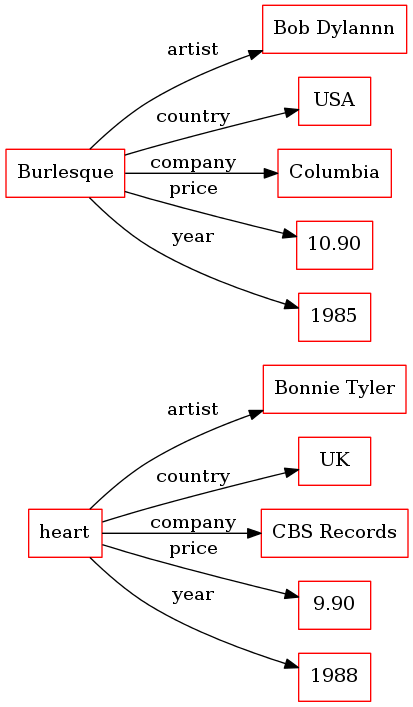 Bob Dylannn
artist
USA
country
Burlesque
company
Columbia
price
10.90
year
1985
Bonnie Tyler
artist
UK
country
heart
company
CBS Records
price
9.90
year
1988